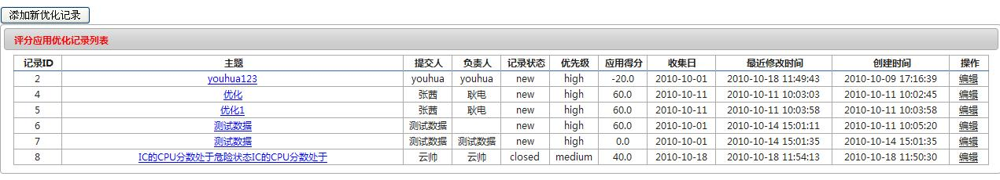 添加新优化记录
评分应用优化记录列表
记录ID 主题 提交人 负责人 记录状态 优先级 应用得分 收集日 最近修改时间 创建时间 操作
2 youhua123 youhua youhua new high -20.0 2010-10-01 2010-10-18 11:49:43 2010-10-09 17:16:39 编辑
4 优化 张茜 耿电 new high 60.0 2010-10-11 2010-10-11 10:03:03 2010-10-11 10:02:45 编辑
5 优化1 张茜 耿电 new high 60.0 2010-10-11 2010-10-11 10:03:58 2010-10-11 10:03:58 编辑
6 测试数据 测试数据 new high 60.0 2010-10-01 2010-10-14 15:01:11 2010-10-11 10:05:20 编辑
7 测试数据 测试数据 测试数据 new high 0.0 2010-10-01 2010-10-14 15:01:35 2010-10-14 15:01:35 编辑
8 IC的CPU分数处于危险状态IC的CPU分数处于 云帅 云帅 closed medium 40.0 2010-10-18 2010-10-18 11:54:13 2010-10-18 11:50:30 编辑